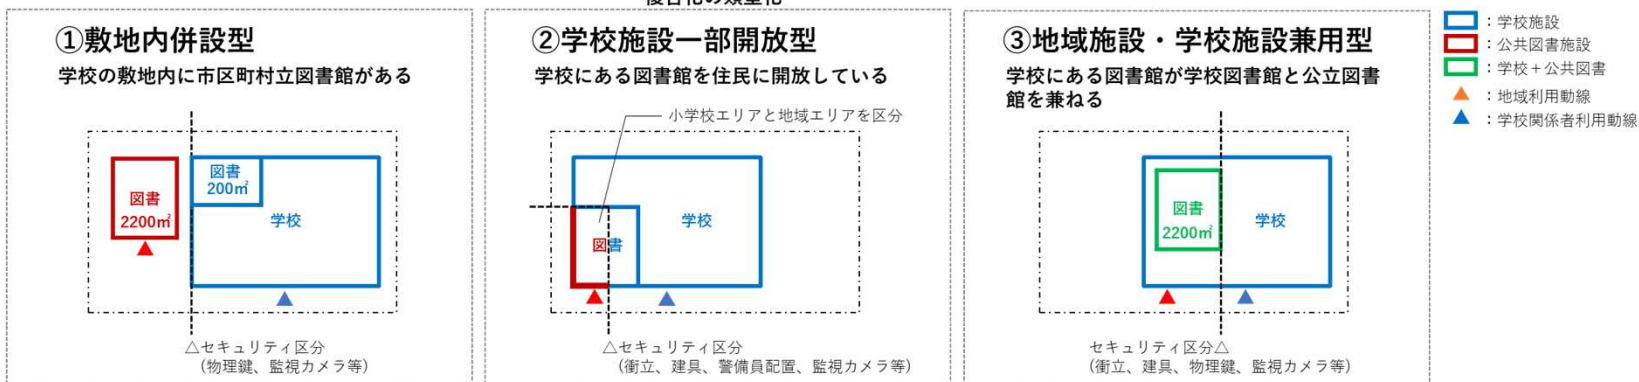 複合化の類型化
①敷地内併設型
学校の敷地内に市区町村立図書館がある
図書
2200㎡
図書
200㎡
学校
△セキュリティ区分
(物理鍵、監視カメラ等)
②学校施設一部開放型
学校にある図書館を住民に開放している
小学校エリアと地域エリアを区分
図書
学校
△セキュリティ区分
(衝立、建具、警備員配置、監視カメラ等)
③地域施設・学校施設兼用型
学校にある図書館が学校図書館と公立図書
館を兼ねる
図書
2200㎡
学校
セキュリティ区分△
(衝立、建具、物理鍵、監視カメラ等)
：学校施設
：公共図書施設
：学校＋公共図書
：地域利用動線
：学校関係者利用動線